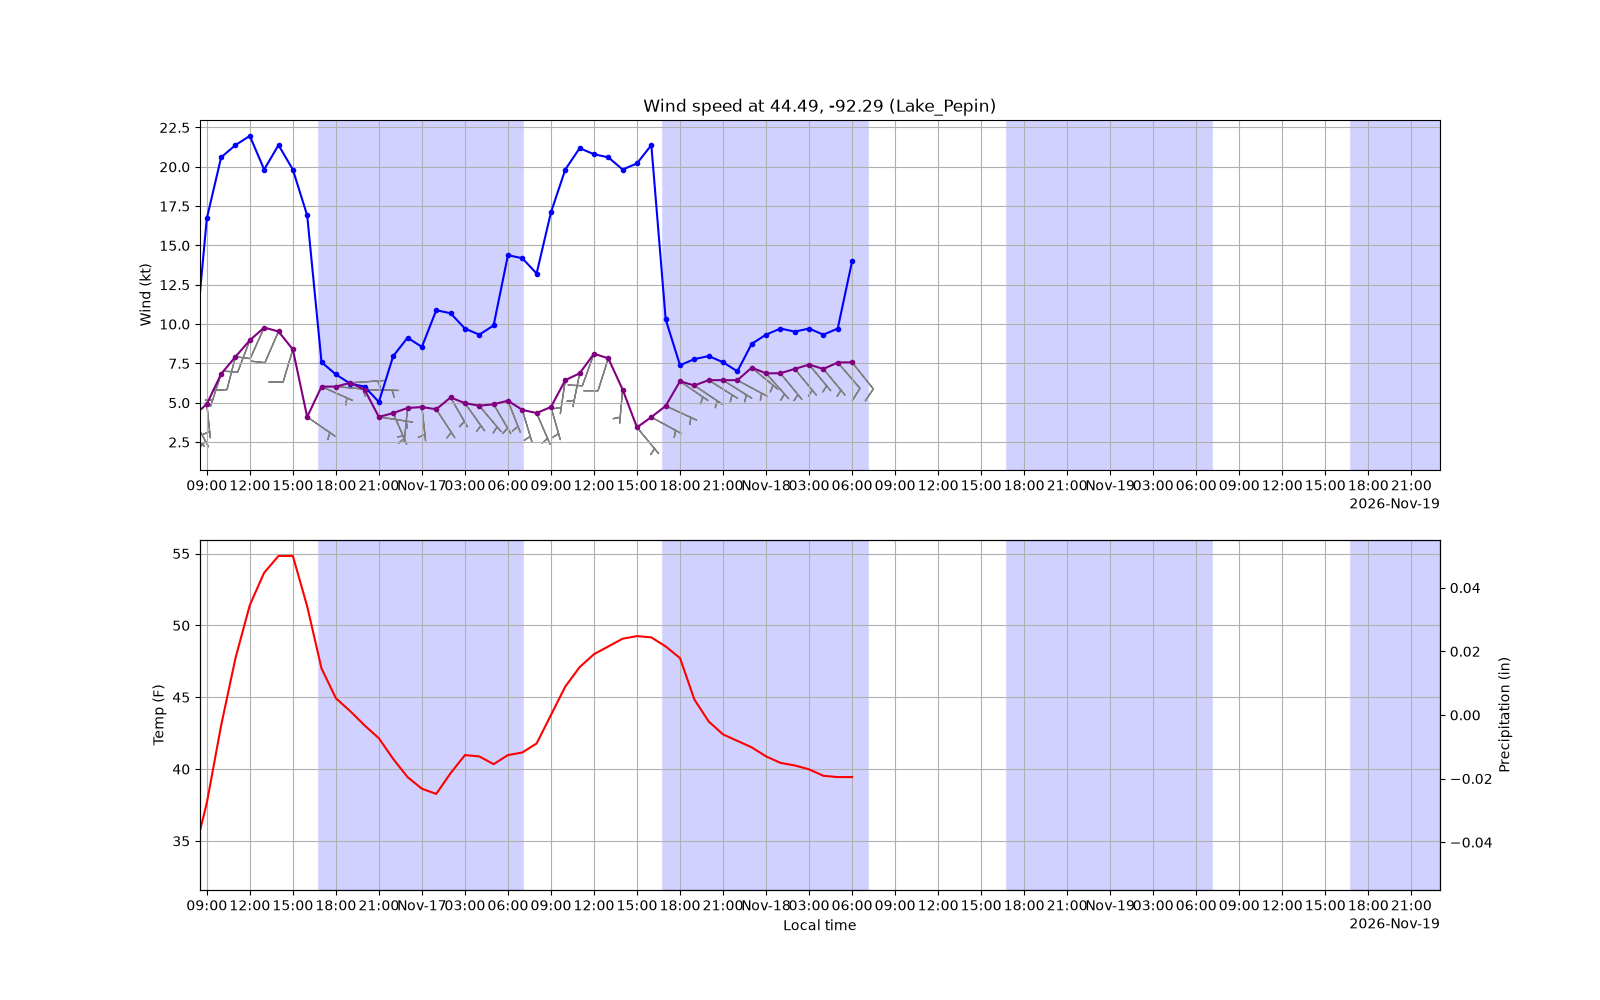 Wind speed at 44.49, -92.29 (Lake_Pepin)
22.5
20.0
17.5
15.0
12.5
10.0
7.5
5.0
2.5
Wind (kt)
09:00 12:00 15:00 18:00 21:00 Nov-17 03:00 06:00 09:00 12:00 15:00 18:00 21:00 Nov-18 03:00 06:00 09:00 12:00 15:00 18:00 21:00 Nov-19 03:00 06:00 09:00 12:00 15:00 18:00 21:00
2026-Nov-19
55
50
45
40
35
Temp (F)
0.04
0.02
0.00
−0.02
−0.04
Precipitation (in)
09:00 12:00 15:00 18:00 21:00 Nov-17 03:00 06:00 09:00 12:00 15:00 18:00 21:00 Nov-18 03:00 06:00 09:00 12:00 15:00 18:00 21:00 Nov-19 03:00 06:00 09:00 12:00 15:00 18:00 21:00
Local time
2026-Nov-19